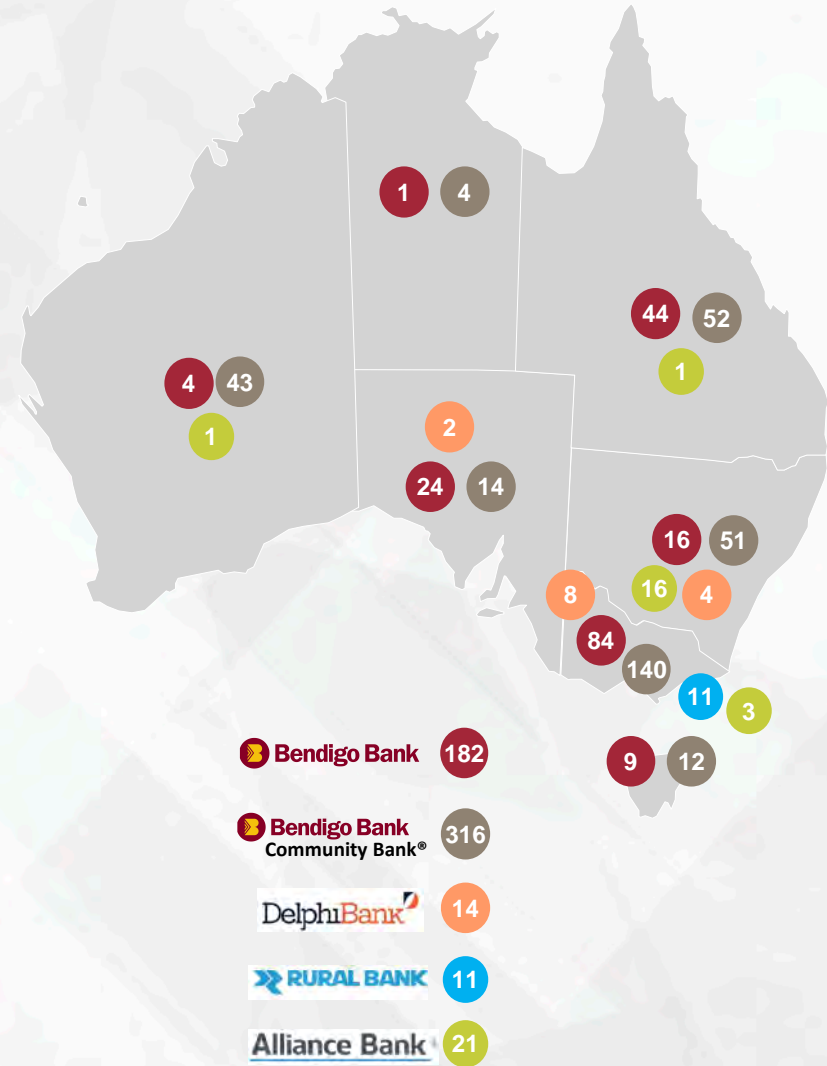 1 4
44 52
1
4 43
1
2
24 14
16 51
16 4
8
84
140
11
3
9 12
Bendigo Bank 182
Bendigo Bank
Community Bank® 316
DelphiBank 14
RURAL BANK 11
Alliance Bank 21